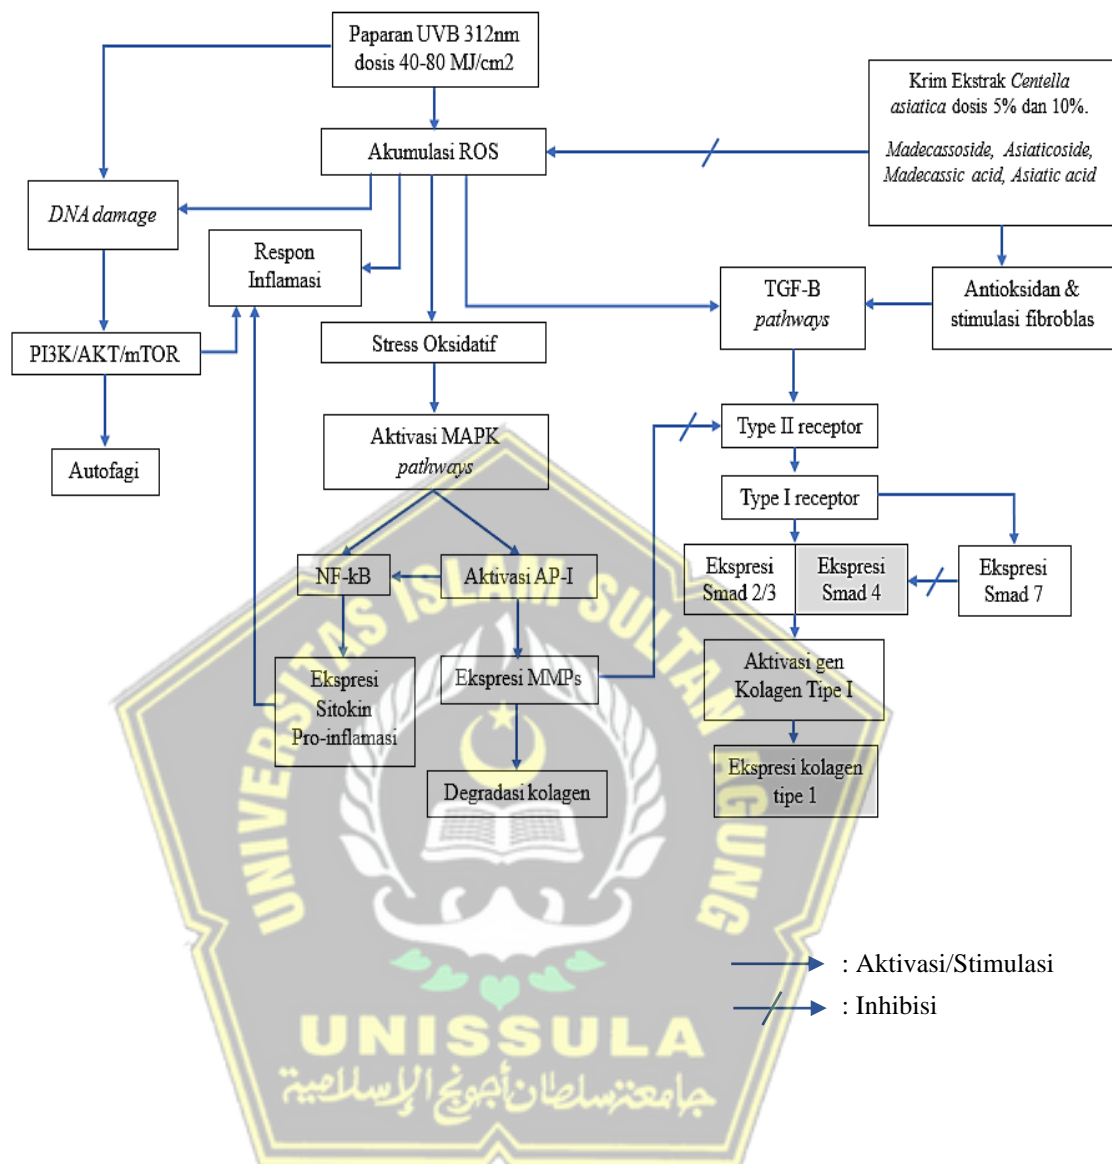 Paparan UVB 312nm
dosis 40-80 MJ/cm2
Krim Ekstrak Centella
asiatica dosis 5% dan 10%.
Madecassoside, Asiaticoside,
Madecassic acid, Asiatic acid
Akumulasi ROS
DNA damage
Respon
Inflamasi
TGF-B
pathways
Antioksidan &
stimulasi fibroblas
PI3K/AKT/mTOR
Stress Oksidatif
Autofagi
Aktivasi MAPK
pathways
Type II receptor
Type I receptor
NF-kB
Aktivasi AP-I
Ekspresi
Smad 2/3
Ekspresi
Smad 4
Ekspresi
Smad 7
Ekspresi
Sitokin
Pro-inflamasi
Ekspresi MMPs
Aktivasi gen
Kolagen Tipe I
Degradasi kolagen
Ekspresi kolagen
tipe 1
: Aktivasi/Stimulasi
: Inhibisi
UNIVERSITAS ISLAM SULTAN AGUNG
UNISSULA
جامعة سلطان أجونج الإسلامية